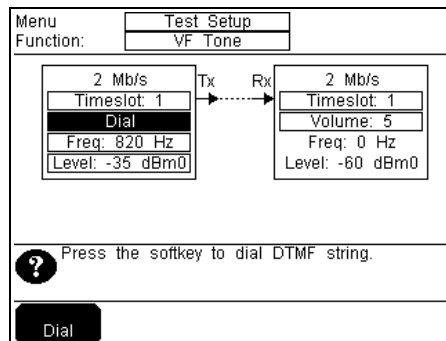 Menu Test Setup
Function: VF Tone
2 Mb/s
Timeslot: 1
Dial
Freq: 820 Hz
Level: -35 dBm0
Tx Rx
2 Mb/s
Timeslot: 1
Volume: 5
Freq: 0 Hz
Level: -60 dBm0
? Press the softkey to dial DTMF string.
Dial